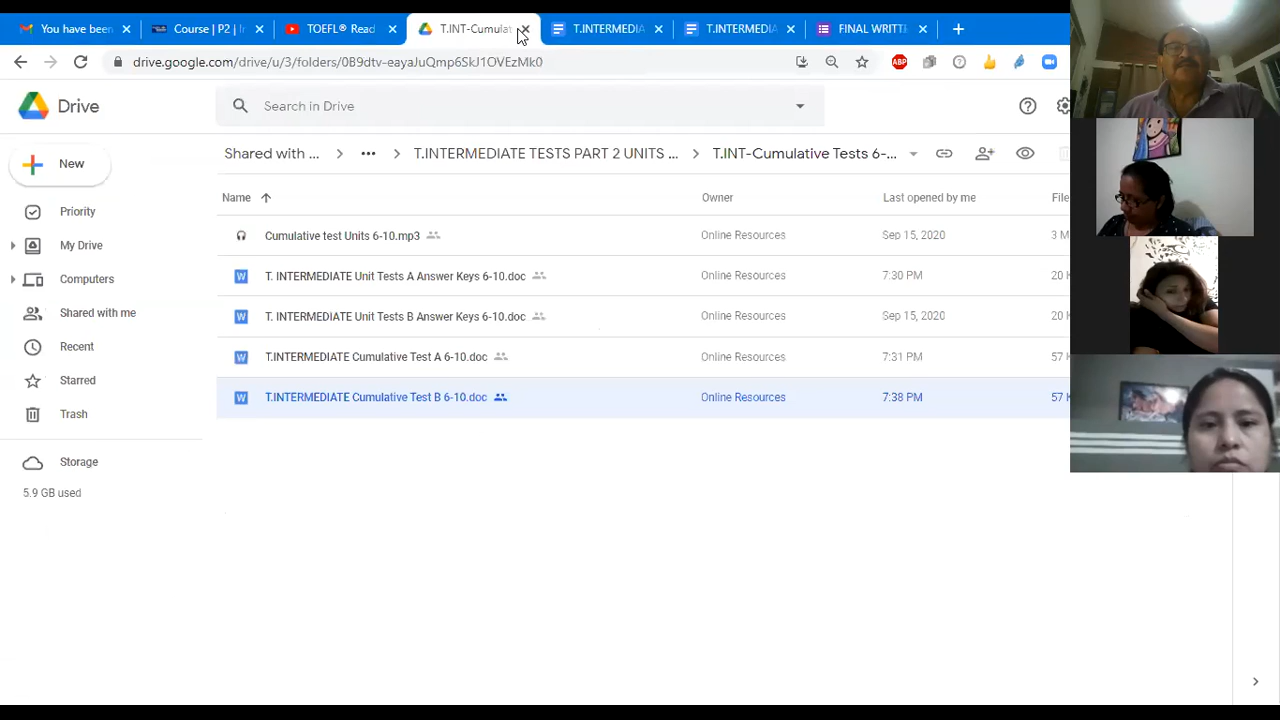 You have been
Course | P2 | In
TOEFL® Read
T.INT-Cumulat
T.INTERMEDIA
T.INTERMEDIA
FINAL WRITTE
drive.google.com/drive/u/3/folders/0B9dtv-eayaJuQmp6SkJ1OVEzMk0
ABP
Drive
Search in Drive
New
Shared with ...
T.INTERMEDIATE TESTS PART 2 UNITS ...
T.INT-Cumulative Tests 6-...
Name Owner Last opened by me File
Cumulative test Units 6-10.mp3 Online Resources Sep 15, 2020 3 M
T. INTERMEDIATE Unit Tests A Answer Keys 6-10.doc Online Resources 7:30 PM 20 K
T. INTERMEDIATE Unit Tests B Answer Keys 6-10.doc Online Resources Sep 15, 2020 20 K
T.INTERMEDIATE Cumulative Test A 6-10.doc Online Resources 7:31 PM 57 K
T.INTERMEDIATE Cumulative Test B 6-10.doc Online Resources 7:38 PM 57 K
Priority
My Drive
Computers
Shared with me
Recent
Starred
Trash
Storage
5.9 GB used